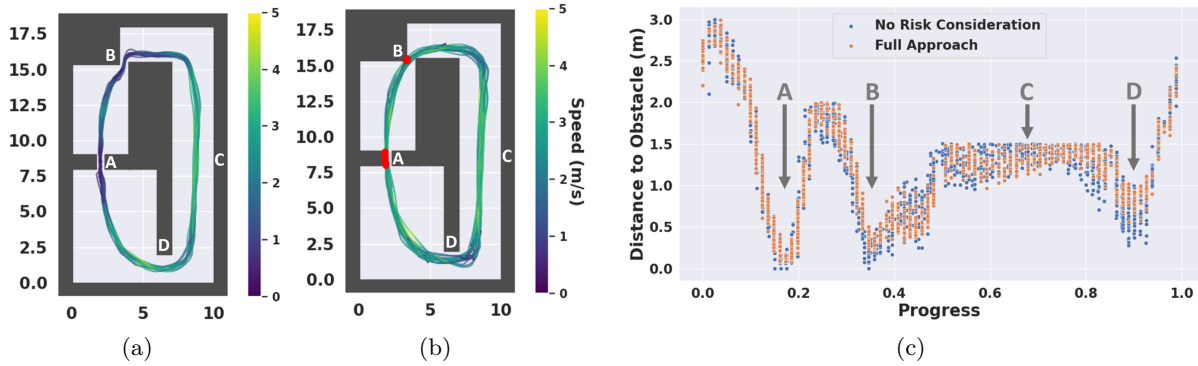 17.5
15.0
12.5
10.0
7.5
5.0
2.5
0.0
0
5
10
B
A
C
D
5
4
3
2
1
0
(a)
17.5
15.0
12.5
10.0
7.5
5.0
2.5
0.0
0
5
10
B
A
C
D
5
4
3
2
1
0
Speed (m/s)
(b)
Distance to Obstacle (m)
3.0
2.5
2.0
1.5
1.0
0.5
0.0
No Risk Consideration
Full Approach
A
B
C
D
0.0
0.2
0.4
0.6
0.8
1.0
Progress
(c)